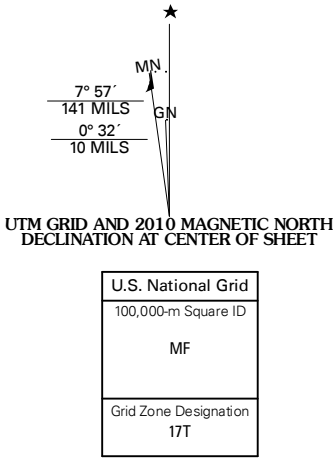 MN
7° 57´
141 MILS
GN
0° 32´
10 MILS
UTM GRID AND 2010 MAGNETIC NORTH
DECLINATION AT CENTER OF SHEET
U.S. National Grid
100,000-m Square ID
MF
Grid Zone Designation
17T